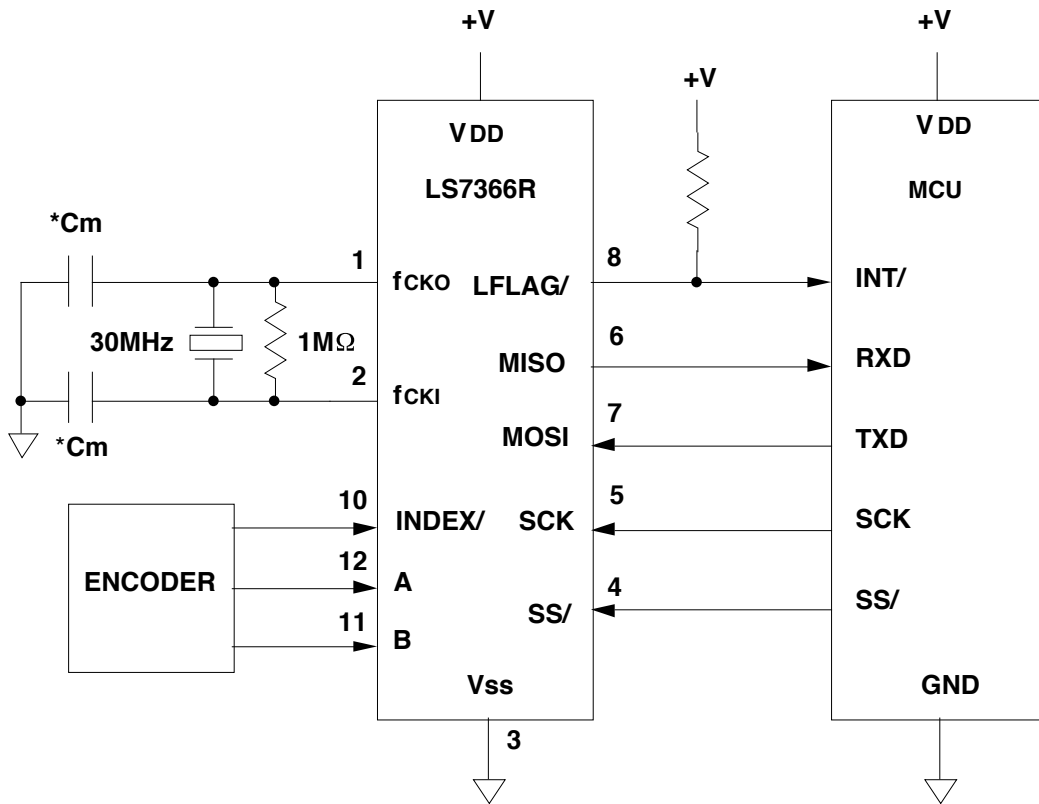 +V
+V
+V
VDD
VDD
LS7366R
MCU
*Cm
1
8
fCKO
LFLAG/
INT/
30MHz
1MΩ
6
MISO
RXD
2
fCKI
7
*Cm
MOSI
TXD
10
5
INDEX/
SCK
SCK
ENCODER
12
A
4
SS/
SS/
11
B
Vss
GND
3